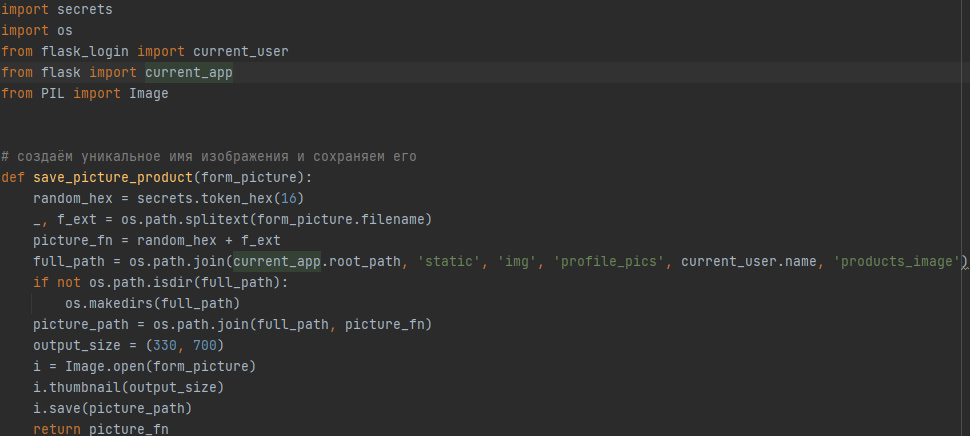 import secrets
import os
from flask_login import current_user
from flask import current_app
from PIL import Image
# создаём уникальное имя изображения и сохраняем его
def save_picture_product(form_picture):
    random_hex = secrets.token_hex(16)
    _, f_ext = os.path.splitext(form_picture.filename)
    picture_fn = random_hex + f_ext
    full_path = os.path.join(current_app.root_path, 'static', 'img', 'profile_pics', current_user.name, 'products_image')
    if not os.path.isdir(full_path):
        os.makedirs(full_path)
    picture_path = os.path.join(full_path, picture_fn)
    output_size = (330, 700)
    i = Image.open(form_picture)
    i.thumbnail(output_size)
    i.save(picture_path)
    return picture_fn